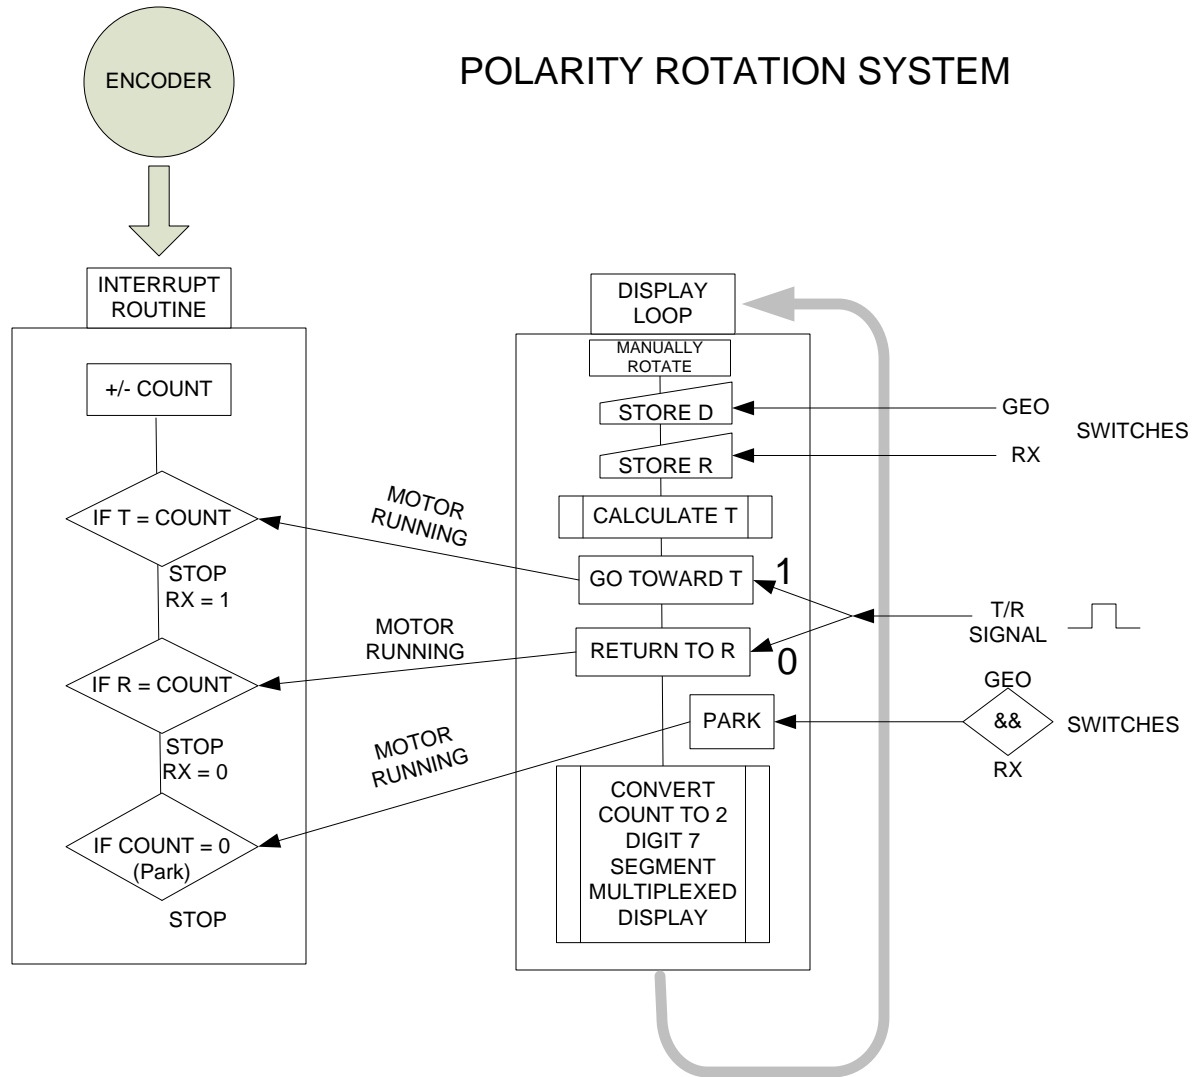 POLARITY ROTATION SYSTEM
ENCODER
INTERRUPT
ROUTINE
+/- COUNT
IF T = COUNT
STOP
RX = 1
IF R = COUNT
STOP
RX = 0
IF COUNT = 0
(Park)
STOP
MOTOR
RUNNING
MOTOR
RUNNING
MOTOR
RUNNING
DISPLAY
LOOP
MANUALLY
ROTATE
STORE D
STORE R
CALCULATE T
GO TOWARD T
1
RETURN TO R
0
PARK
CONVERT
COUNT TO 2
DIGIT 7
SEGMENT
MULTIPLEXED
DISPLAY
GEO
SWITCHES
RX
T/R
SIGNAL
GEO
&&
SWITCHES
RX